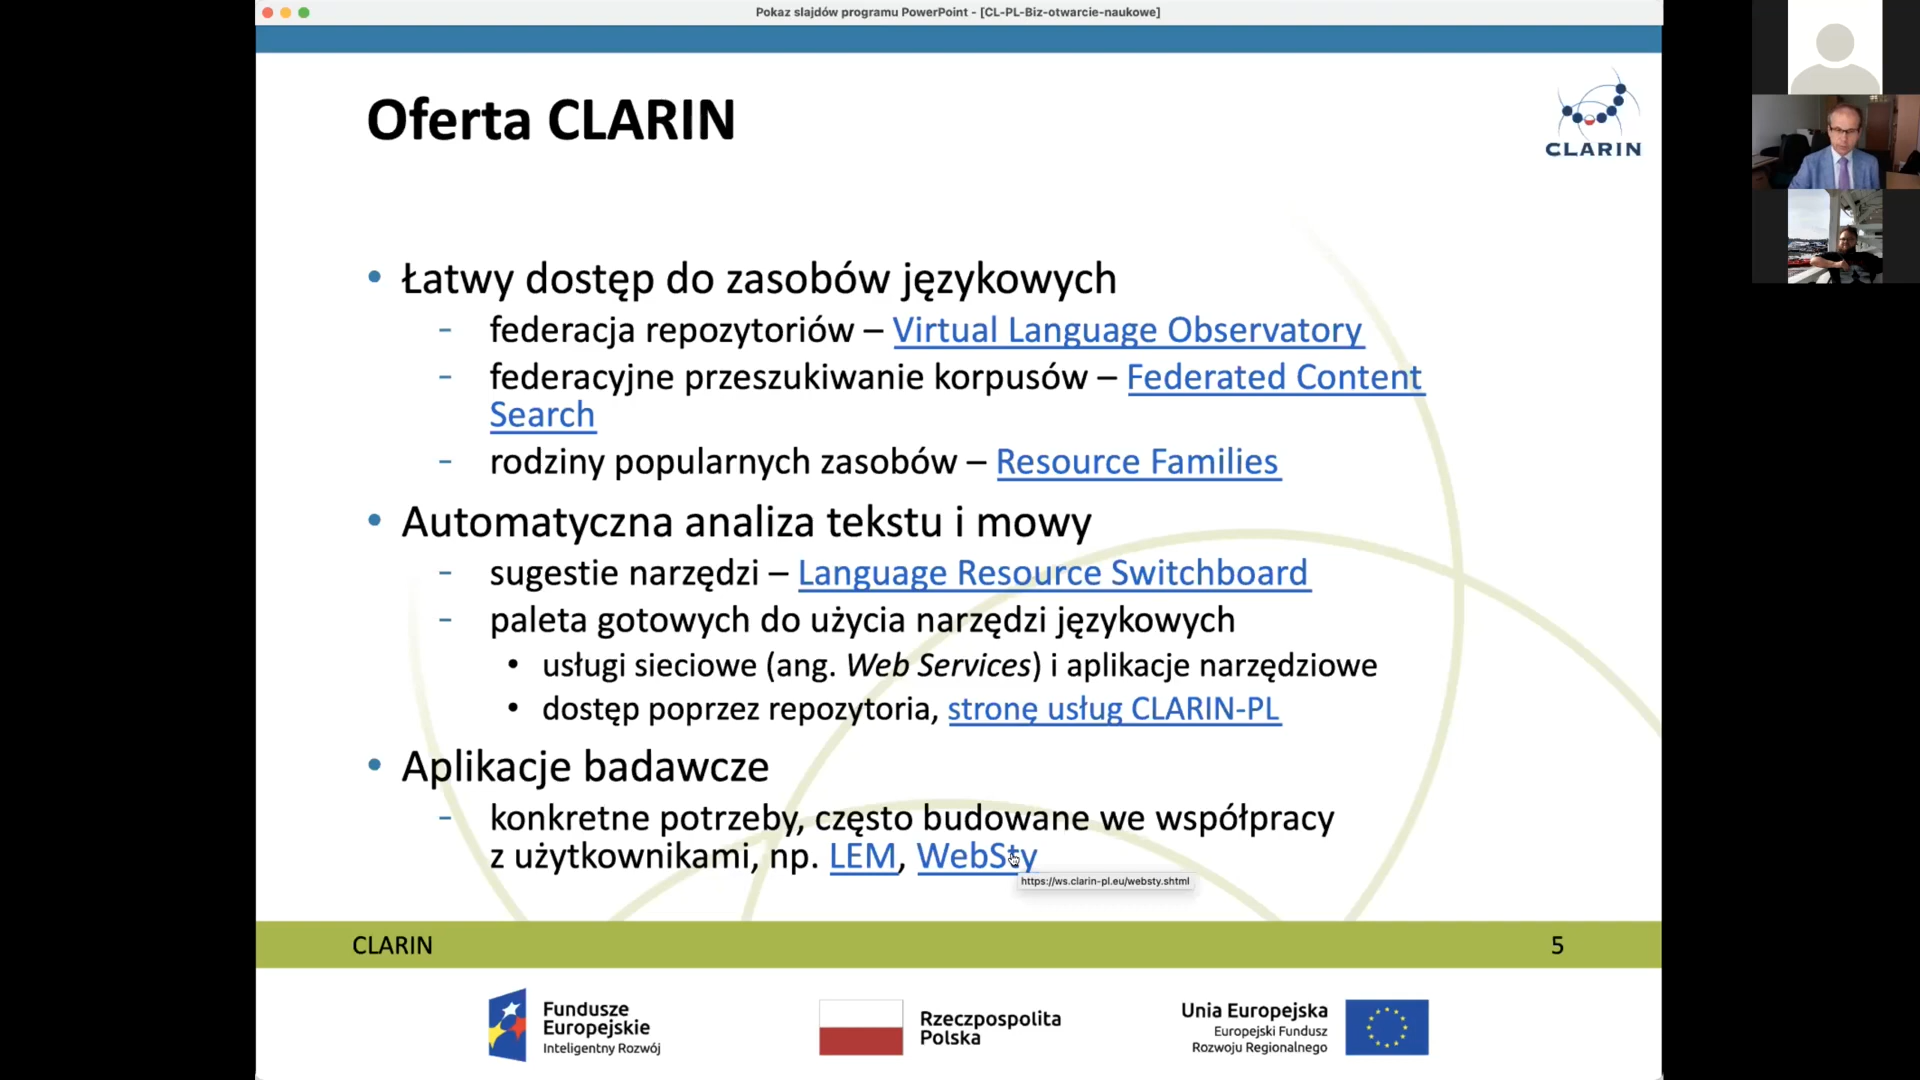 Pokaz slajdów programu PowerPoint - [CL-PL-Biz-otwarcie-naukowe]
Oferta CLARIN
CLARIN
• Łatwy dostęp do zasobów językowych
- federacja repozytoriów – Virtual Language Observatory
- federacyjne przeszukiwanie korpusów – Federated Content
Search
- rodziny popularnych zasobów – Resource Families
• Automatyczna analiza tekstu i mowy
- sugestie narzędzi – Language Resource Switchboard
- paleta gotowych do użycia narzędzi językowych
• usługi sieciowe (ang. Web Services) i aplikacje narzędziowe
• dostęp poprzez repozytoria, stronę usług CLARIN-PL
• Aplikacje badawcze
- konkretne potrzeby, często budowane we współpracy
z użytkownikami, np. LEM, WebSty
https://ws.clarin-pl.eu/websty.shtml
CLARIN
5
Fundusze
Europejskie
Inteligentny Rozwój
Rzeczpospolita
Polska
Unia Europejska
Europejski Fundusz
Rozwoju Regionalnego